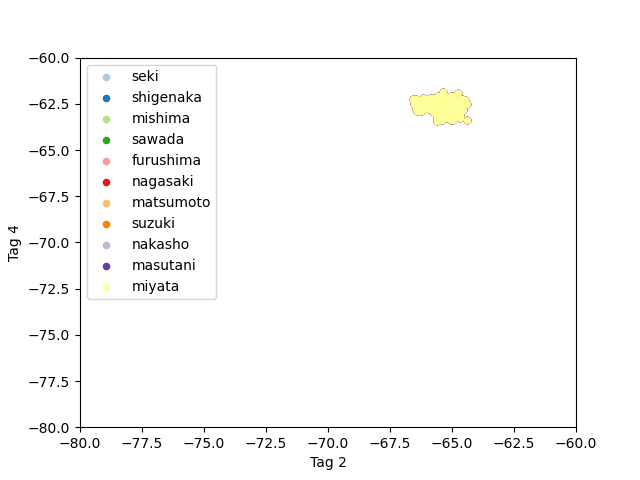 −60.0
−62.5
−65.0
−67.5
−70.0
−72.5
−75.0
−77.5
−80.0
Tag 4
seki
shigenaka
mishima
sawada
furushima
nagasaki
matsumoto
suzuki
nakasho
masutani
miyata
−80.0 −77.5 −75.0 −72.5 −70.0 −67.5 −65.0 −62.5 −60.0
Tag 2